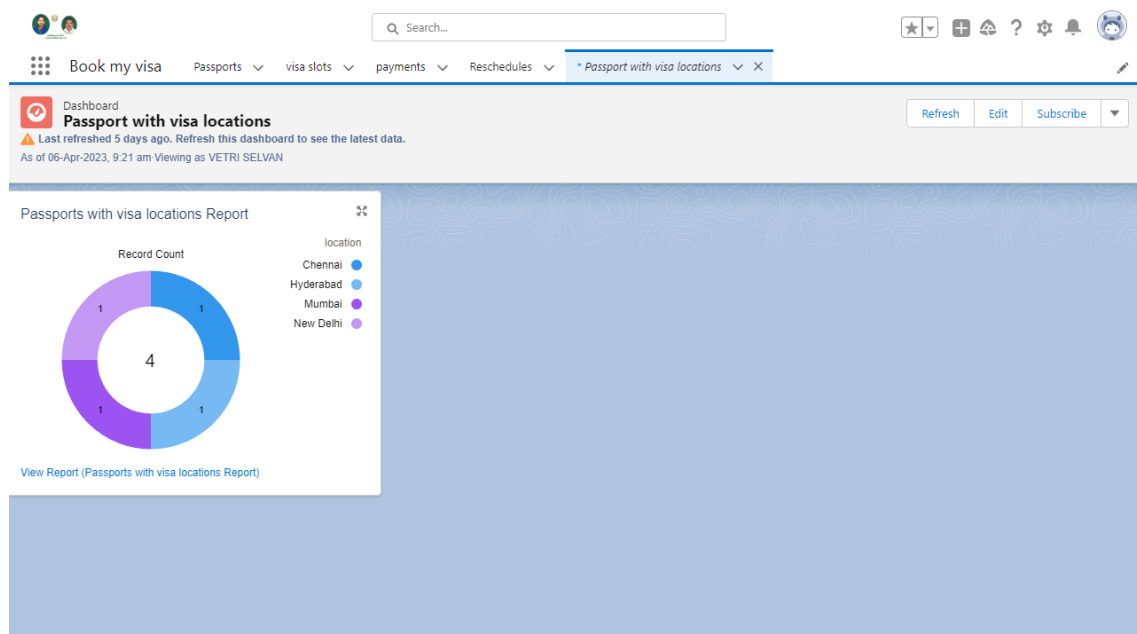 Search...
Book my visa
Passports
visa slots
payments
Reschedules
* Passport with visa locations
Dashboard
Passport with visa locations
Last refreshed 5 days ago. Refresh this dashboard to see the latest data.
As of 06-Apr-2023, 9:21 am·Viewing as VETRI SELVAN
Refresh
Edit
Subscribe
Passports with visa locations Report
Record Count
location
Chennai
Hyderabad
Mumbai
New Delhi
1
1
4
1
1
View Report (Passports with visa locations Report)